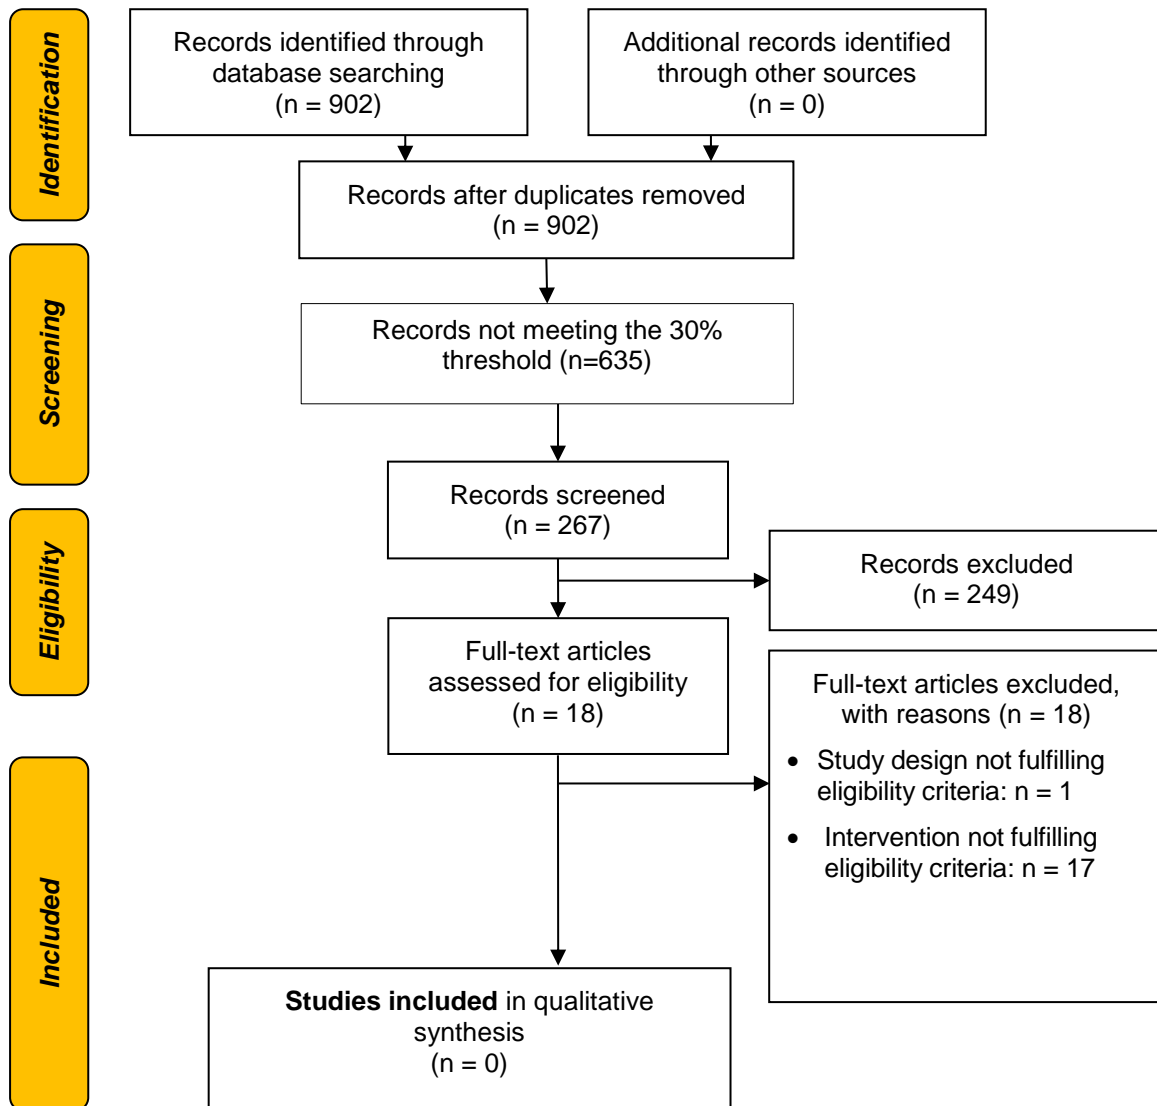 Identification
Records identified through
database searching
(n = 902)
Additional records identified
through other sources
(n = 0)
Records after duplicates removed
(n = 902)
Screening
Records not meeting the 30%
threshold (n=635)
Records screened
(n = 267)
Eligibility
Records excluded
(n = 249)
Full-text articles
assessed for eligibility
(n = 18)
Full-text articles excluded,
with reasons (n = 18)
• Study design not fulfilling
eligibility criteria: n = 1
• Intervention not fulfilling
eligibility criteria: n = 17
Included
Studies included in qualitative
synthesis
(n = 0)